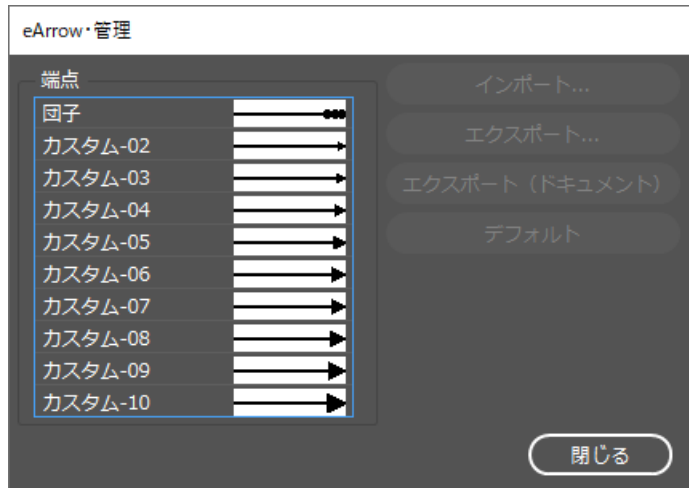 eArrow・管理
端点
団子
カスタム-02
カスタム-03
カスタム-04
カスタム-05
カスタム-06
カスタム-07
カスタム-08
カスタム-09
カスタム-10
インポート...
エクスポート...
エクスポート（ドキュメント）
デフォルト
閉じる